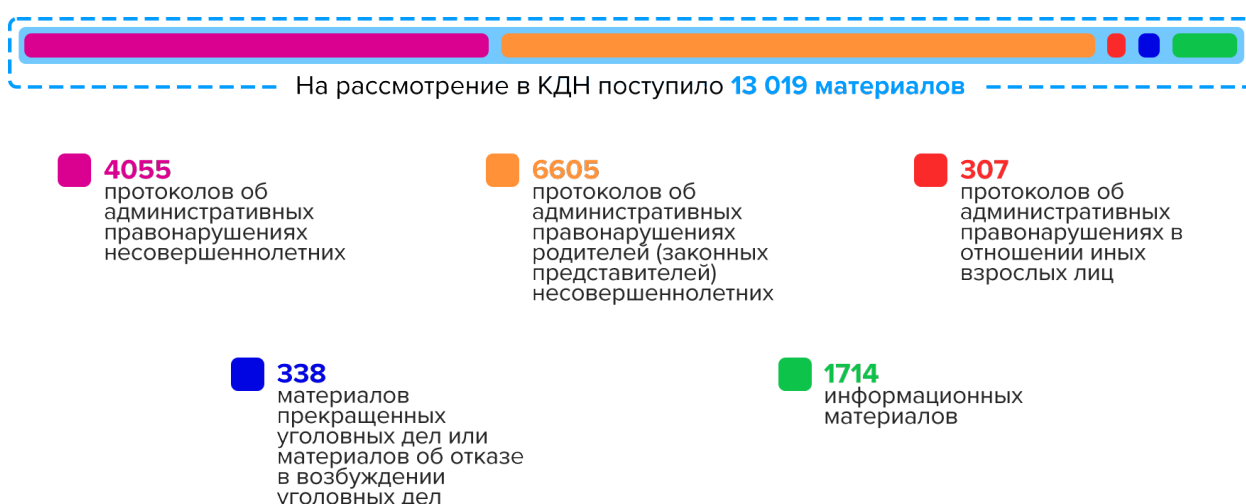 На рассмотрение в КДН поступило 13 019 материалов
4055
протоколов об
административных
правонарушениях
несовершеннолетних
6605
протоколов об
административных
правонарушениях
родителей (законных
представителей)
несовершеннолетних
307
протоколов об
административных
правонарушениях в
отношении иных
взрослых лиц
338
материалов
прекращенных
уголовных дел или
материалов об отказе
в возбуждении
уголовных дел
1714
информационных
материалов